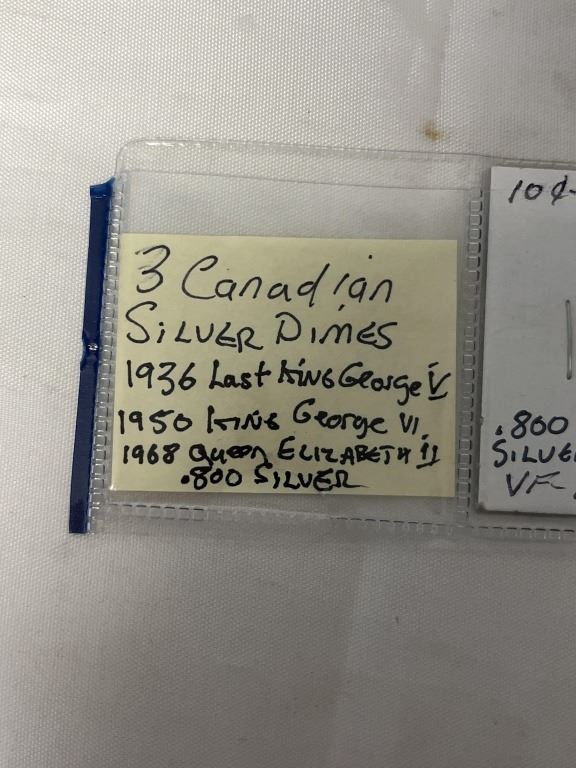 3 Canadian
SILVER DIMES
1936 Last KING George V
1950 KING George VI.
1968 Queen ELIZABETH II
.800 SILVER
10¢
.800
SILVE
VF